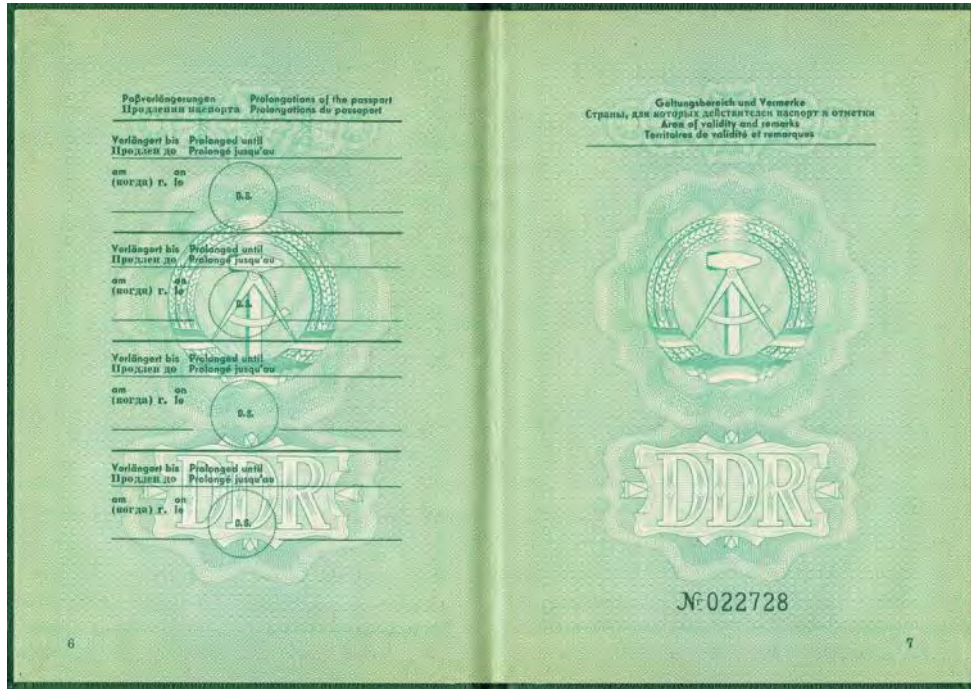 Paßverlängerungen Prolongations of the passport
Продления паспорта Prolongations du passeport
Verlängert bis Prolonged until
Продлен до Prolongé jusqu'au
am on
(когда) г. le
D.S.
Verlängert bis Prolonged until
Продлен до Prolongé jusqu'au
am on
(когда) г. le
D.S.
Verlängert bis Prolonged until
Продлен до Prolongé jusqu'au
am on
(когда) г. le
D.S.
Verlängert bis Prolonged until
Продлен до Prolongé jusqu'au
am on
(когда) г. le
D.S.
DDR
6
Geltungsbereich und Vermerke
Страны, для которых действителен паспорт и отметки
Area of validity and remarks
Territoires de validité et remarques
DDR
№ 022728
7